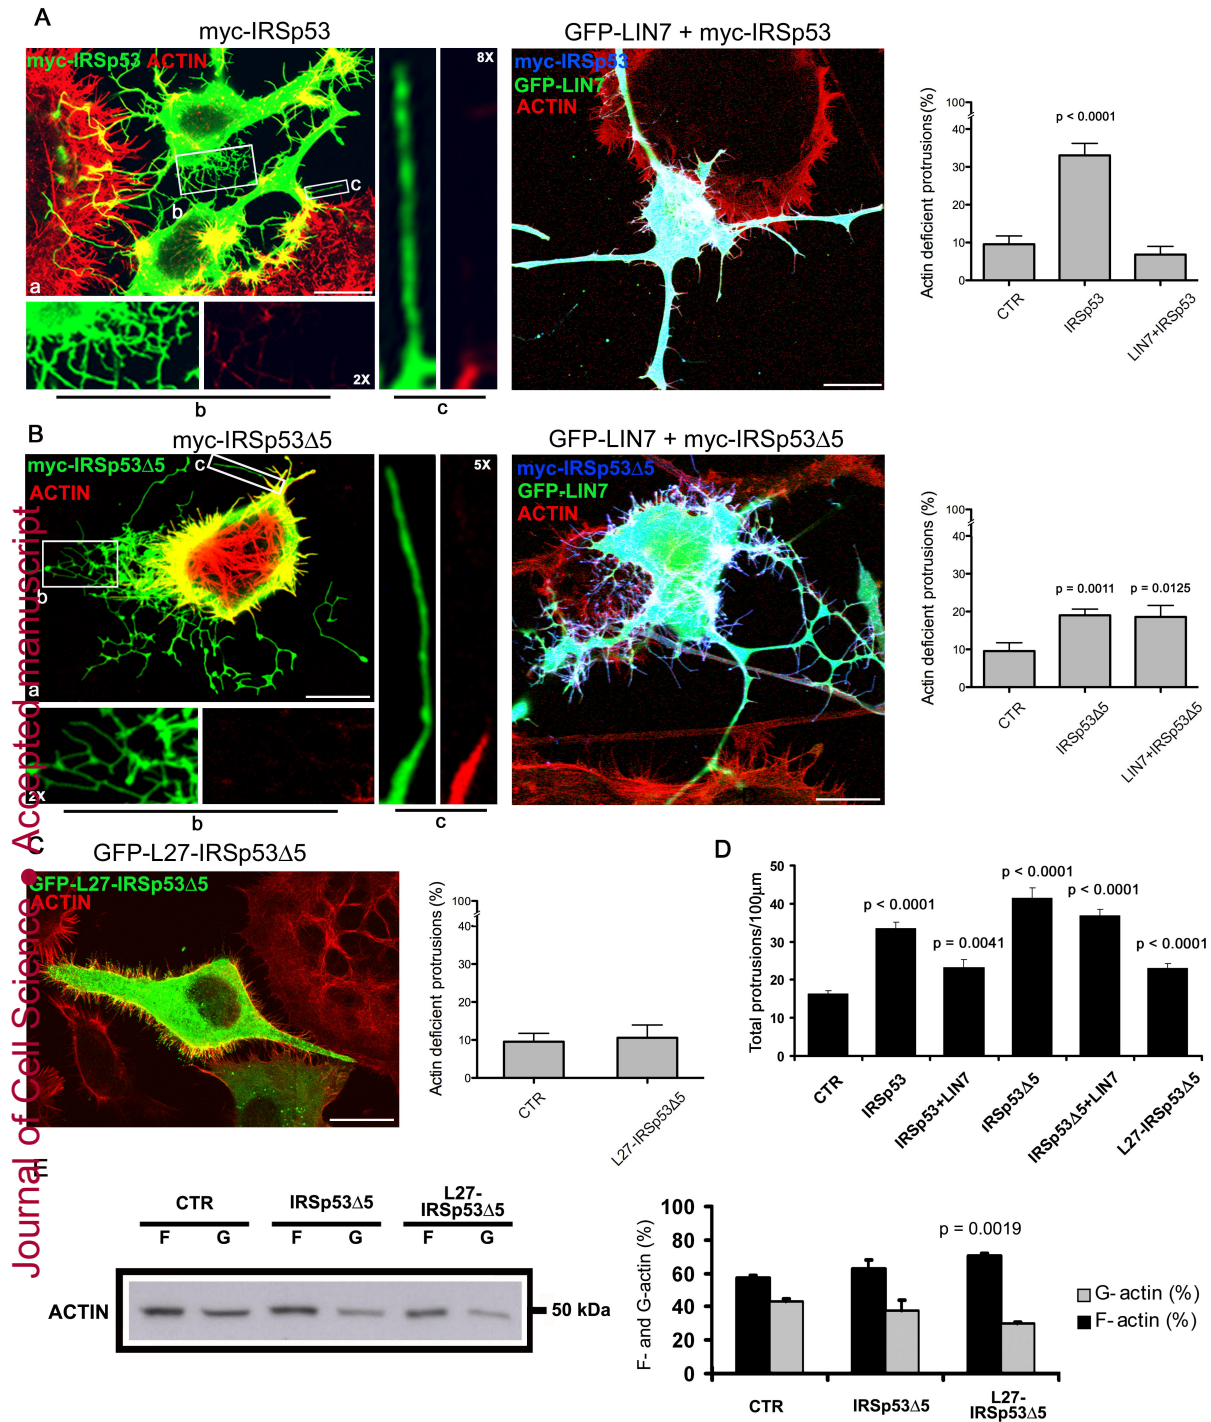 A
myc-IRSp53
GFP-LIN7 + myc-IRSp53
myc-IRSp53 ACTIN
8X
a
b
C
2X
b
c
myc-IRSp53
GFP-LIN7
ACTIN
Actin deficient protrusions(%)
100
40
30
20
10
0
p < 0.0001
CTR
IRSp53
LIN7+IRSp53
B
myc-IRSp53Δ5
GFP-LIN7 + myc-IRSp53Δ5
myc-IRSp53Δ5
ACTIN
C
5X
b
a
2X
b
c
myc-IRSp53Δ5
GFP-LIN7
ACTIN
Actin deficient protrusions (%)
100
40
30
20
10
0
p = 0.0011
p = 0.0125
CTR
IRSp53Δ5
LIN7+IRSp53Δ5
C
GFP-L27-IRSp53Δ5
GFP-L27-IRSp53Δ5
ACTIN
Actin deficient protrusions (%)
100
40
30
20
10
0
CTR
L27-IRSp53Δ5
D
Total protrusions/100μm
50
40
30
20
10
0
p < 0.0001
p = 0.0041
p < 0.0001
p < 0.0001
p < 0.0001
CTR
IRSp53
IRSp53+LIN7
IRSp53Δ5
IRSp53Δ5+LIN7
L27-IRSp53Δ5
E
CTR
IRSp53Δ5
L27-
IRSp53Δ5
F G F G F G
ACTIN
50 kDa
F- and G-actin (%)
100
80
60
40
20
0
p = 0.0019
G-actin (%)
F-actin (%)
CTR
IRSp53Δ5
L27-
IRSp53Δ5
Journal of Cell Science • Accepted manuscript